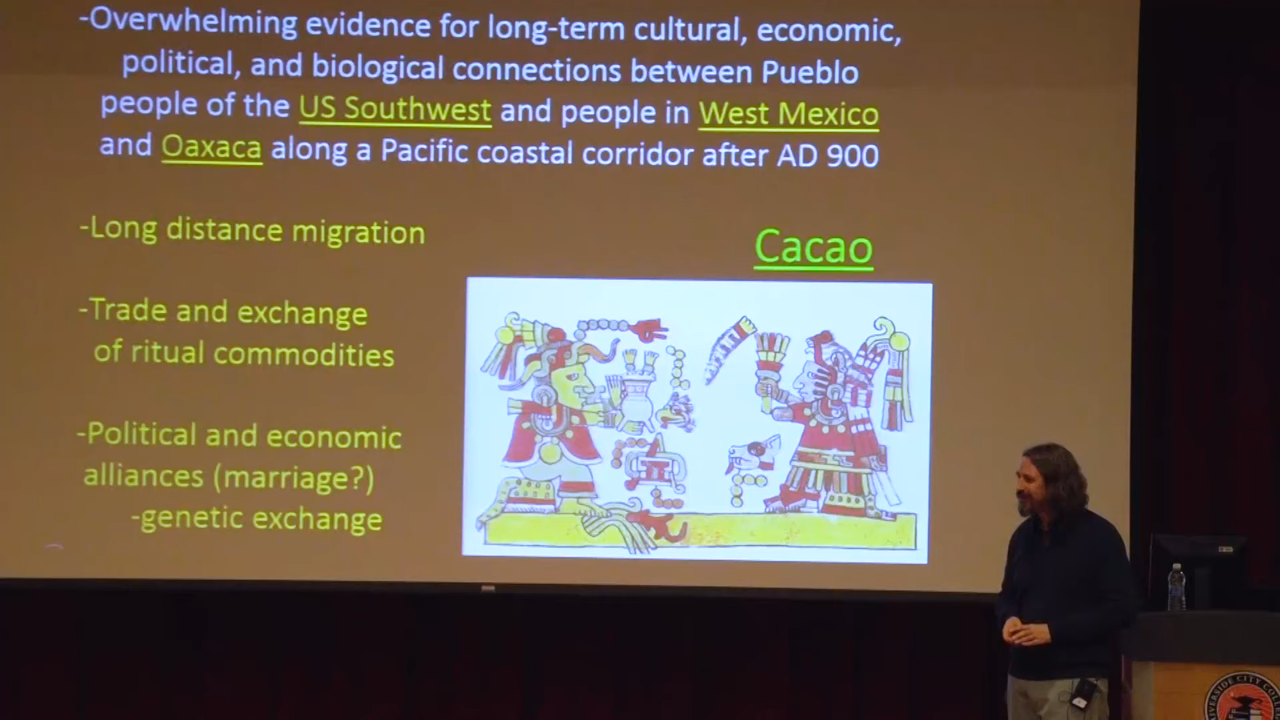 -Overwhelming evidence for long-term cultural, economic,
political, and biological connections between Pueblo
people of the US Southwest and people in West Mexico
and Oaxaca along a Pacific coastal corridor after AD 900
-Long distance migration
-Trade and exchange
of ritual commodities
-Political and economic
alliances (marriage?)
-genetic exchange
Cacao
RIVERSIDE CITY